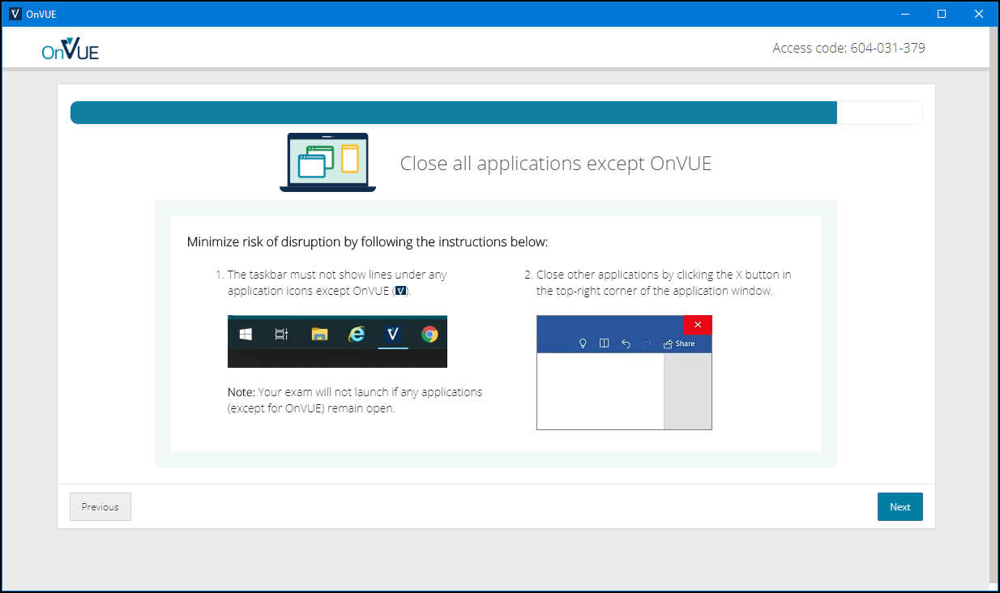 OnVUE
OnVUE
Access code: 604-031-379
Close all applications except OnVUE
Minimize risk of disruption by following the instructions below:
1. The taskbar must not show lines under any
application icons except OnVUE (V).
Note: Your exam will not launch if any applications
(except for OnVUE) remain open.
2. Close other applications by clicking the X button in
the top-right corner of the application window.
Share
Previous
Next